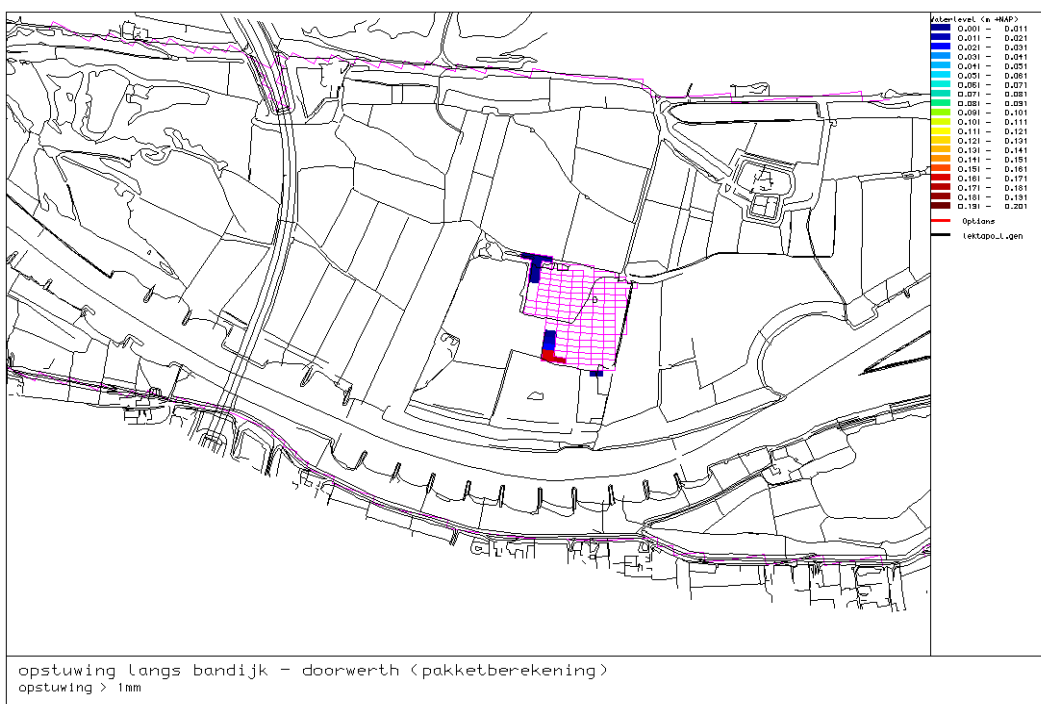 Waterlevel (m +NAP)
0.001 - 0.011
0.011 - 0.021
0.021 - 0.031
0.031 - 0.041
0.041 - 0.051
0.051 - 0.061
0.061 - 0.071
0.071 - 0.081
0.081 - 0.091
0.091 - 0.101
0.101 - 0.111
0.111 - 0.121
0.121 - 0.131
0.131 - 0.141
0.141 - 0.151
0.151 - 0.161
0.161 - 0.171
0.171 - 0.181
0.181 - 0.191
0.191 - 0.201
Options
lektapo_l.gen
opstuwing langs bandijk - doorwerth (pakketberekening)
opstuwing > 1mm